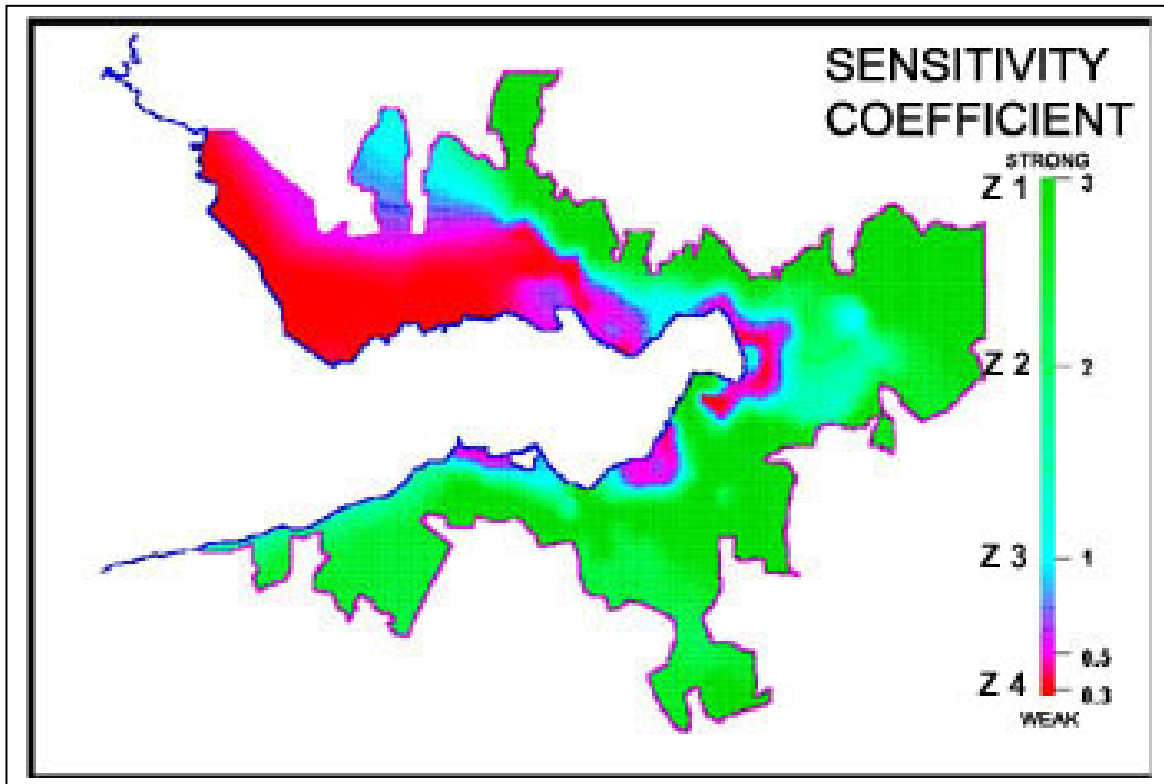 SENSITIVITY
COEFFICIENT
STRONG
Z 1
3
Z 2
2
Z 3
1
0.5
Z 4
0.3
WEAK